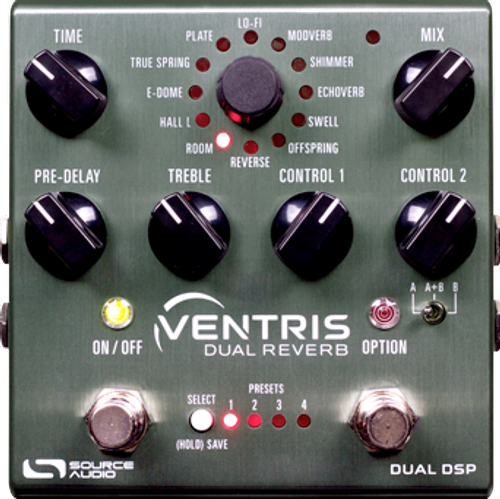 LO-FI
TIME
PLATE
MODVERB
MIX
TRUE SPRING
SHIMMER
E-DOME
ECHOVERB
HALL L
SWELL
ROOM
OFFSPRING
REVERSE
PRE-DELAY
TREBLE
CONTROL 1
CONTROL 2
A
A+B
B
VENTRIS
DUAL REVERB
ON / OFF
OPTION
PRESETS
SELECT
1 2 3 4
(HOLD) SAVE
SOURCE
AUDIO
DUAL DSP